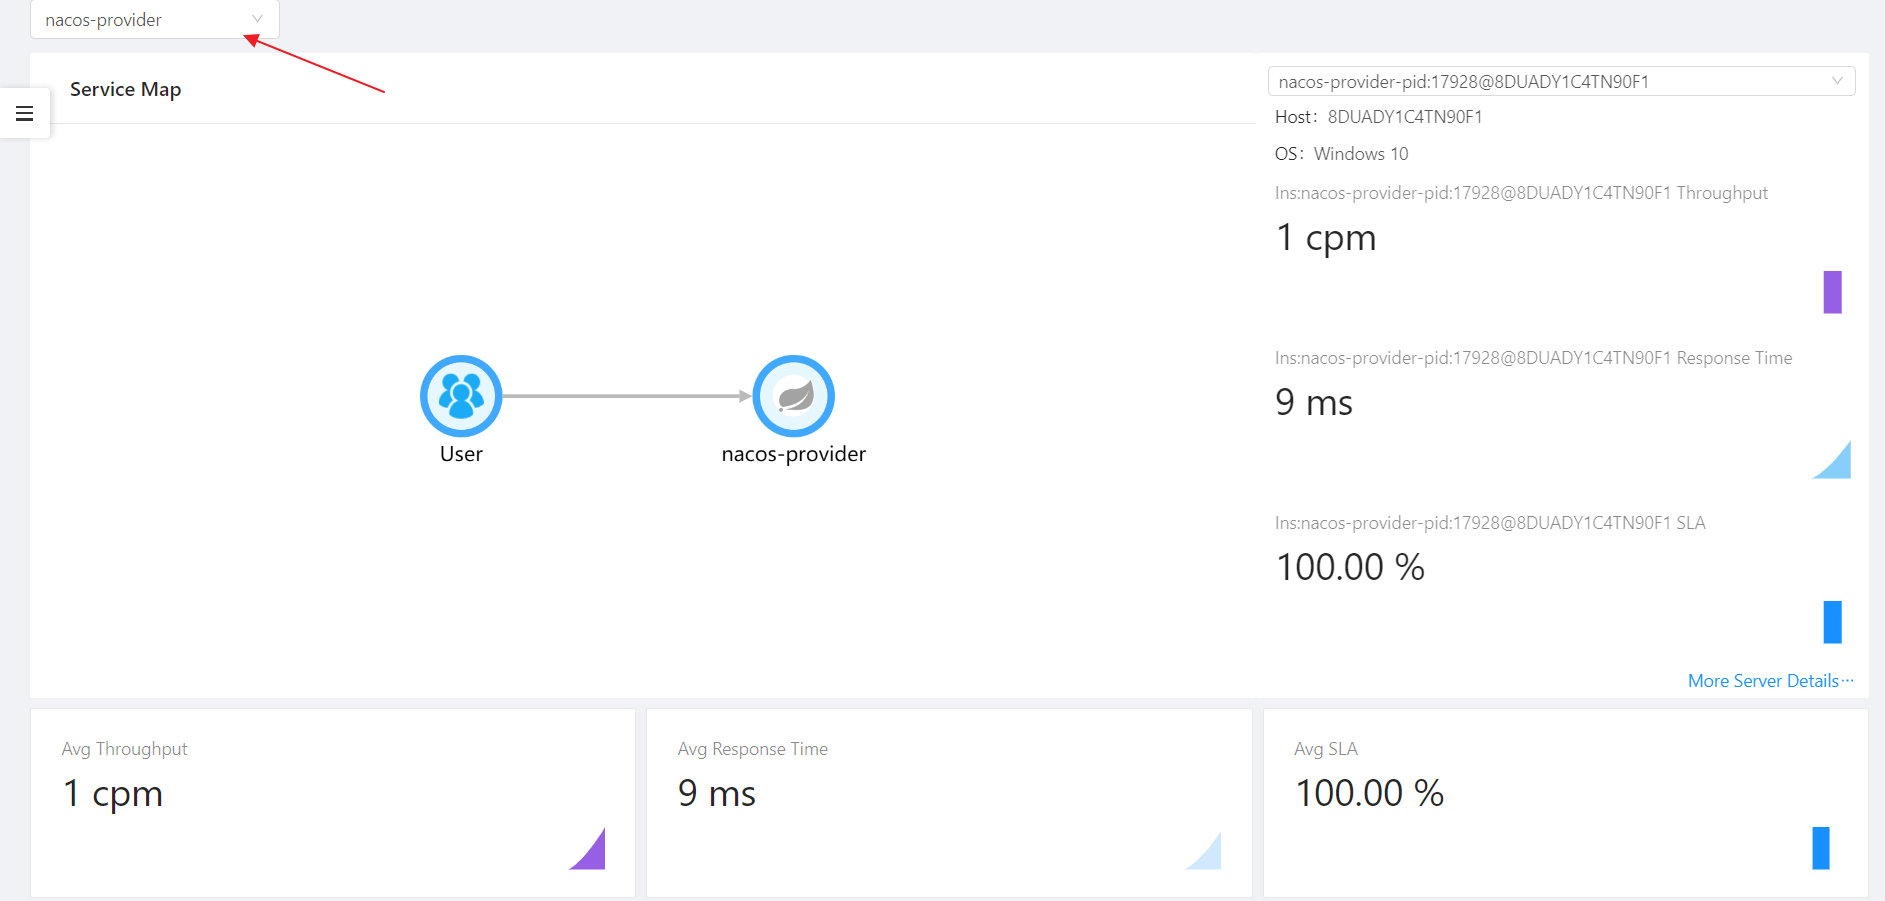 nacos-provider
Service Map
nacos-provider-pid:17928@8DUADY1C4TN90F1
Host: 8DUADY1C4TN90F1
OS: Windows 10
Ins:nacos-provider-pid:17928@8DUADY1C4TN90F1 Throughput
1 cpm
Ins:nacos-provider-pid:17928@8DUADY1C4TN90F1 Response Time
9 ms
User
nacos-provider
Ins:nacos-provider-pid:17928@8DUADY1C4TN90F1 SLA
100.00 %
More Server Details···
Avg Throughput
1 cpm
Avg Response Time
9 ms
Avg SLA
100.00 %